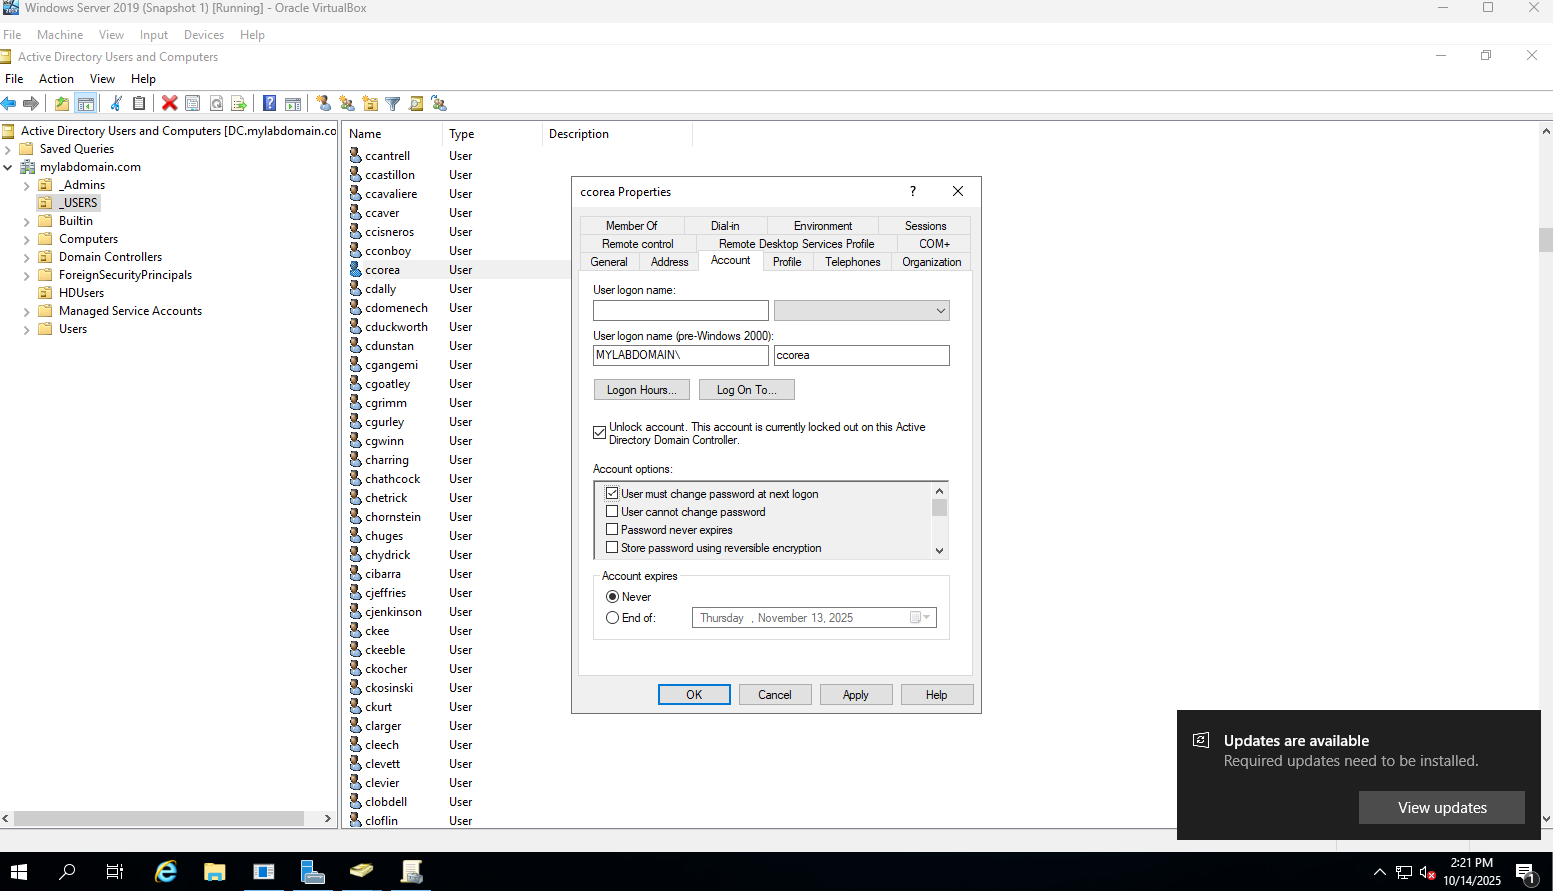 Windows Server 2019 (Snapshot 1) [Running] - Oracle VirtualBox
File Machine View Input Devices Help
Active Directory Users and Computers
File Action View Help
Active Directory Users and Computers [DC.mylabdomain.co
Saved Queries
mylabdomain.com
_Admins
_USERS
Builtin
Computers
Domain Controllers
ForeignSecurityPrincipals
HDUsers
Managed Service Accounts
Users
Name Type Description
ccantrell User
ccastillon User
ccavaliere User
ccaver User
ccisneros User
cconboy User
ccorea User
cdally User
cdomenech User
cduckworth User
cdunstan User
cgangemi User
cgoatley User
cgrimm User
cgurley User
cgwinn User
charring User
chathcock User
chetrick User
chornstein User
chuges User
chydrick User
cibarra User
cjeffries User
cjenkinson User
ckee User
ckeeble User
ckocher User
ckosinski User
ckurt User
clarger User
cleech User
clevett User
clevier User
clobdell User
cloflin User
ccorea Properties
Member Of Dial-in Environment Sessions
Remote control Remote Desktop Services Profile COM+
General Address Account Profile Telephones Organization
User logon name:
User logon name (pre-Windows 2000):
MYLABDOMAIN\ ccorea
Logon Hours... Log On To...
Unlock account. This account is currently locked out on this Active
Directory Domain Controller.
Account options:
User must change password at next logon
User cannot change password
Password never expires
Store password using reversible encryption
Account expires
Never
End of: Thursday , November 13, 2025
OK Cancel Apply Help
Updates are available
Required updates need to be installed.
View updates
2:21 PM
10/14/2025
1